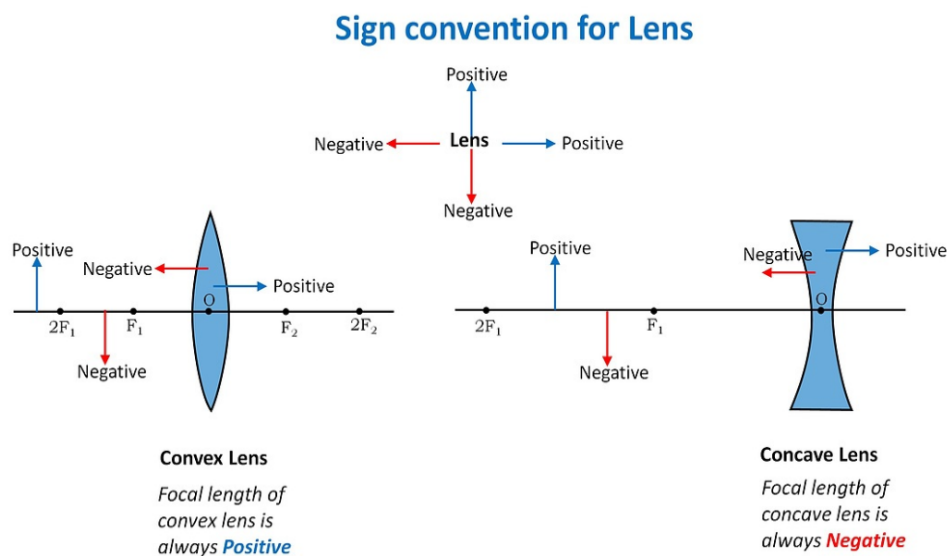 Sign convention for Lens
Positive
Negative
Lens
Positive
Negative
Positive
Negative
Positive
O
2F₁
F₁
F₂
2F₂
Negative
Convex Lens
Focal length of
convex lens is
always Positive
Positive
Negative
Positive
O
2F₁
F₁
Negative
Concave Lens
Focal length of
concave lens is
always Negative